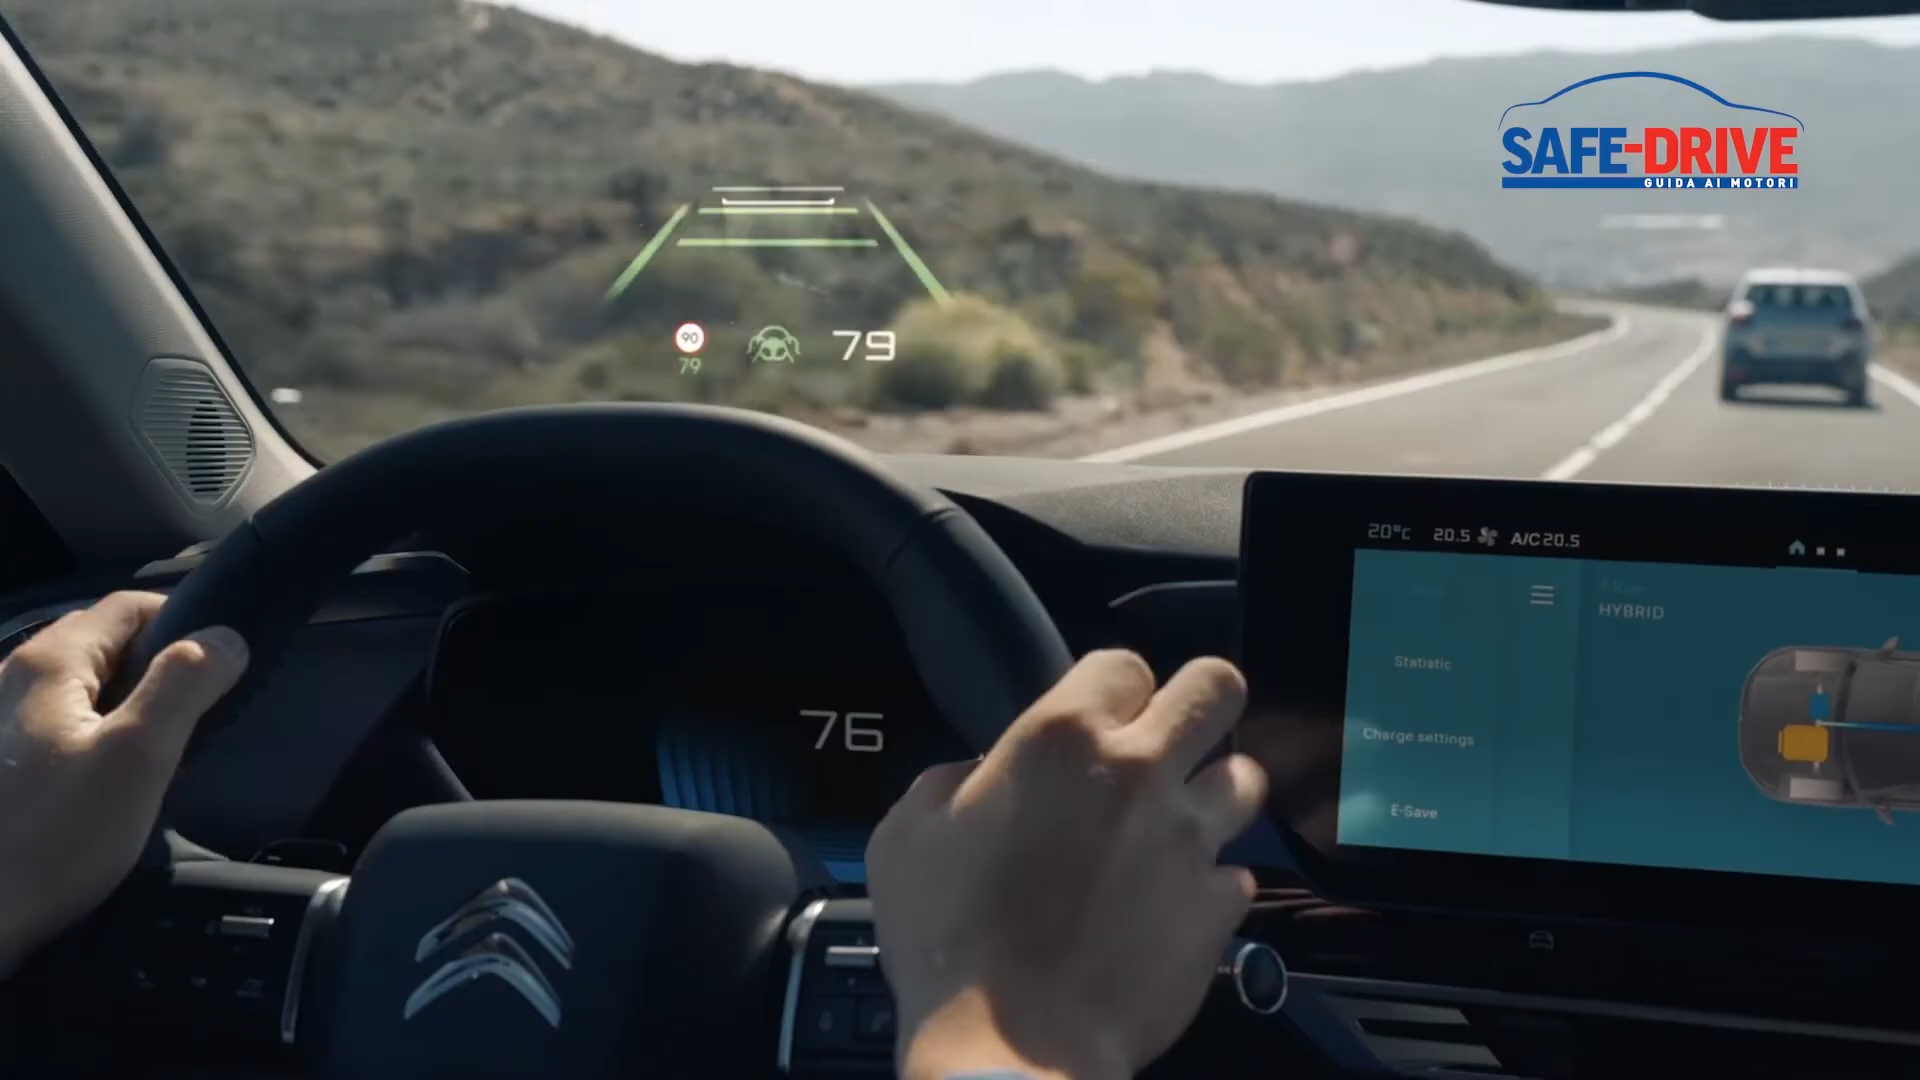 SAFE-DRIVE
GUIDA AI MOTORI
90
79
79
20°C 20.5 A/C 20.5
HYBRID
Statistic
Charge settings
E-Save
76